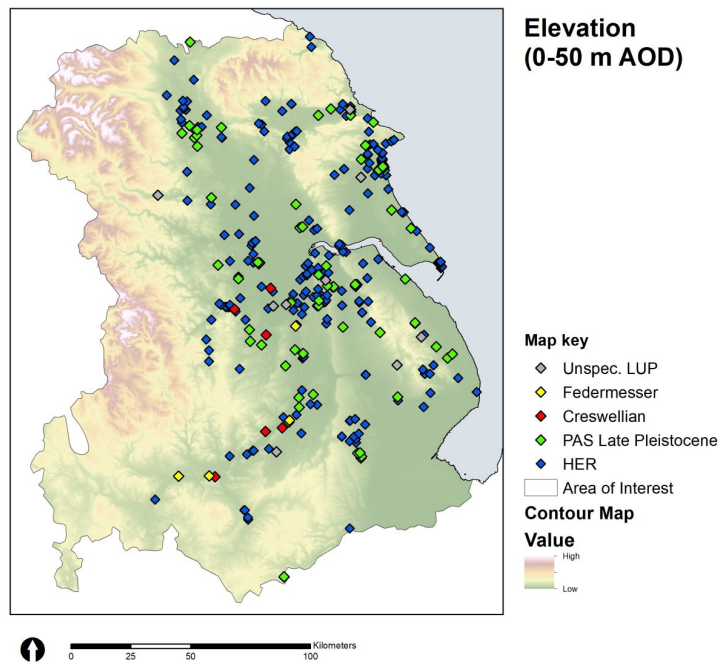 Elevation
(0-50 m AOD)
Map key
Unspec. LUP
Federmesser
Creswellian
PAS Late Pleistocene
HER
Area of Interest
Contour Map
Value
High
Low
Kilometers
0 25 50 100